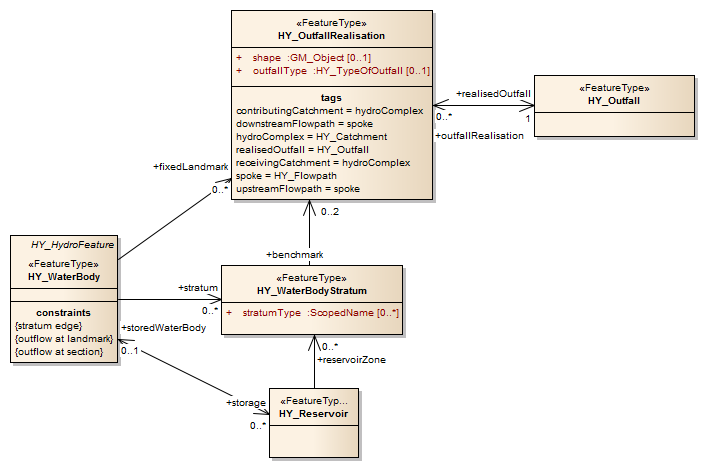 «FeatureType»
HY_OutfallRealisation
+ shape :GM_Object [0..1]
+ outfallType :HY_TypeOfOutfall [0..1]
tags
contributingCatchment = hydroComplex
downstreamFlowpath = spoke
hydroComplex = HY_Catchment
realisedOutfall = HY_Outfall
receivingCatchment = hydroComplex
spoke = HY_Flowpath
upstreamFlowpath = spoke
+realisedOutfall
0..*
1
+outfallRealisation
«FeatureType»
HY_Outfall
+fixedLandmark
0..*
0..2
+benchmark
HY_HydroFeature
«FeatureType»
HY_WaterBody
constraints
{stratum edge}
{outflow at landmark}
{outflow at section}
+stratum
0..*
«FeatureType»
HY_WaterBodyStratum
+ stratumType :ScopedName [0..*]
+storedWaterBody
0..1
0..*
+reservoirZone
+storage
0..*
«FeatureTyp...
HY_Reservoir